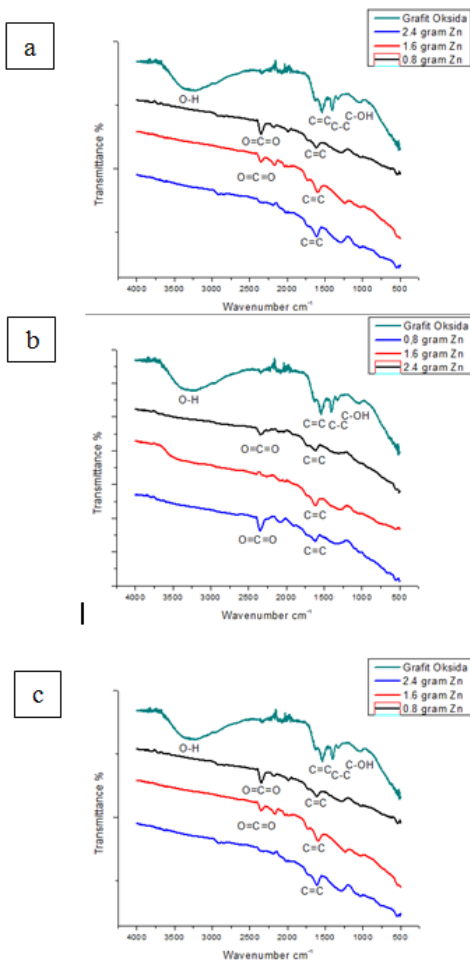 a
Grafit Oksida
2.4 gram Zn
1.6 gram Zn
0.8 gram Zn
O-H
C=C
C-C
C-OH
O=C=O
C=C
O=C=O
C=C
C=C
Transmittance %
4000 3500 3000 2500 2000 1500 1000 500
Wavenumber cm⁻¹
b
Grafit Oksida
0,8 gram Zn
1.6 gram Zn
2.4 gram Zn
O-H
C=C
C-C
C-OH
O=C=O
C=C
C=C
O=C=O
C=C
Transmittance %
4000 3500 3000 2500 2000 1500 1000 500
Wavenumber cm⁻¹
c
Grafit Oksida
2.4 gram Zn
1.6 gram Zn
0.8 gram Zn
O-H
C=C
C-C
C-OH
O=C=O
C=C
O=C=O
C=C
C=C
Transmittance %
4000 3500 3000 2500 2000 1500 1000 500
Wavenumber cm⁻¹